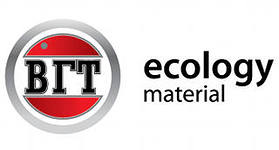 ВГТ
ecology
material